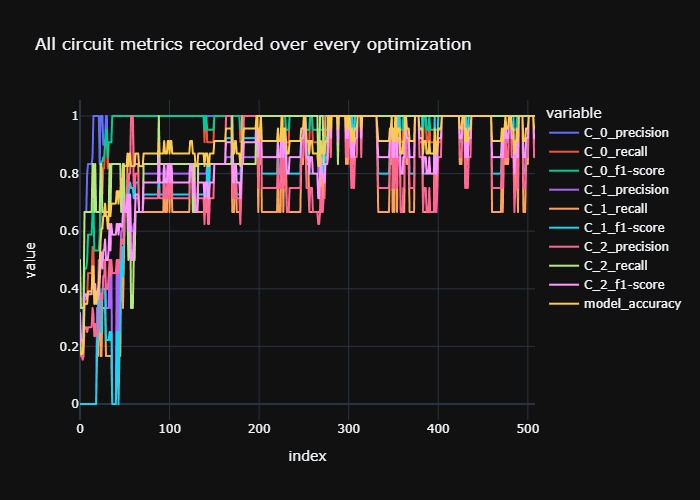 All circuit metrics recorded over every optimization
variable
C_0_precision
C_0_recall
C_0_f1-score
C_1_precision
C_1_recall
C_1_f1-score
C_2_precision
C_2_recall
C_2_f1-score
model_accuracy
value
1
0.8
0.6
0.4
0.2
0
0 100 200 300 400 500
index